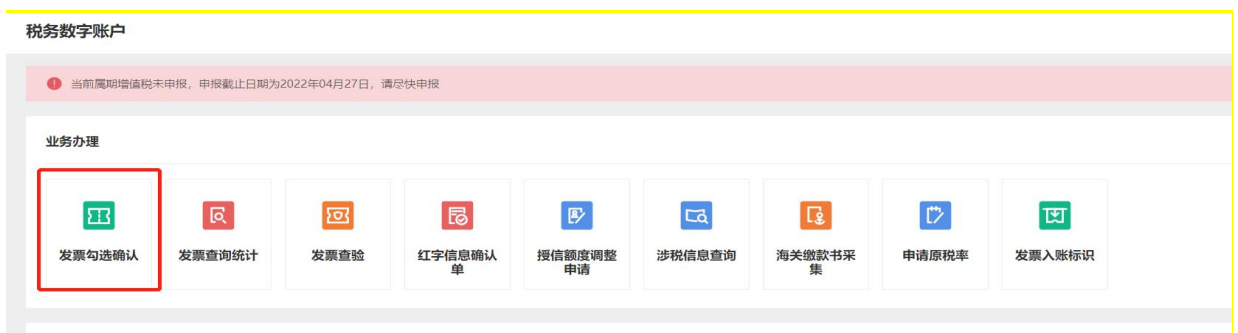 税务数字账户
当前属期增值税未申报，申报截止日期为2022年04月27日，请尽快申报
业务办理
发票勾选确认
发票查询统计
发票查验
红字信息确认
单
授信额度调整
申请
涉税信息查询
海关缴款书采
集
申请原税率
发票入账标识